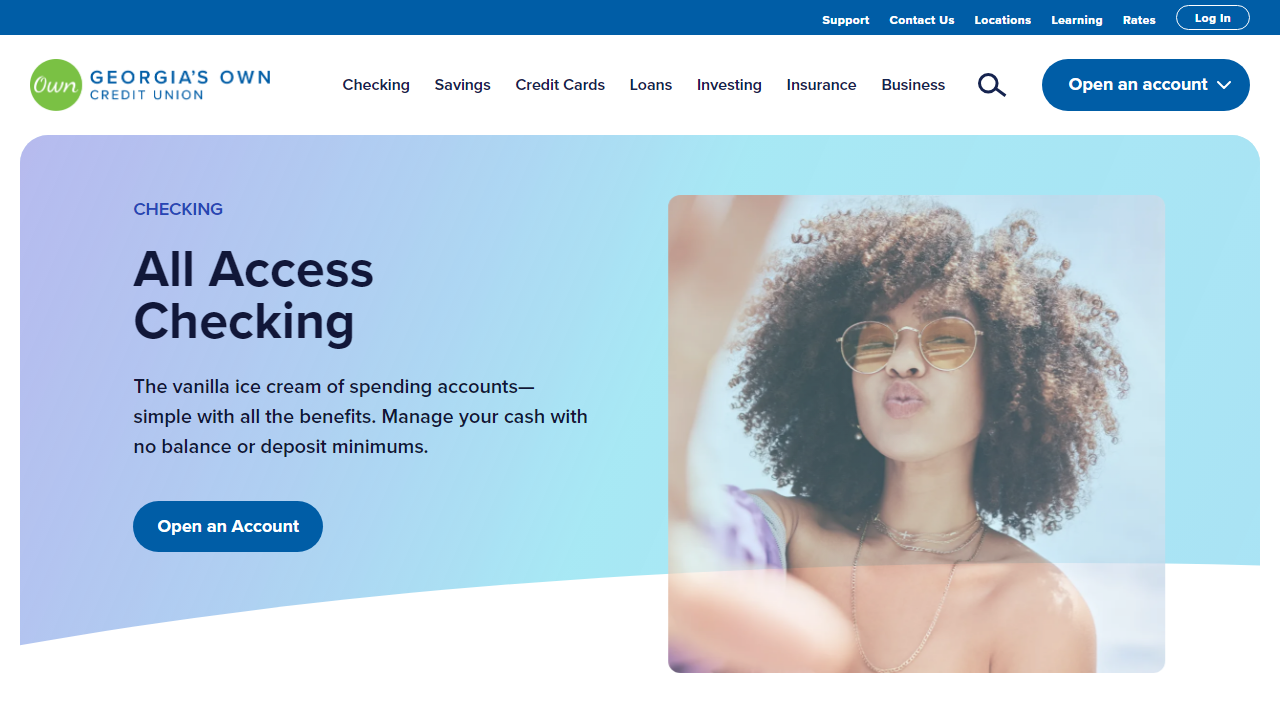 Support Contact Us Locations Learning Rates Log In
Own GEORGIA'S OWN
CREDIT UNION
Checking Savings Credit Cards Loans Investing Insurance Business Open an account
CHECKING
All Access
Checking
The vanilla ice cream of spending accounts—
simple with all the benefits. Manage your cash with
no balance or deposit minimums.
Open an Account